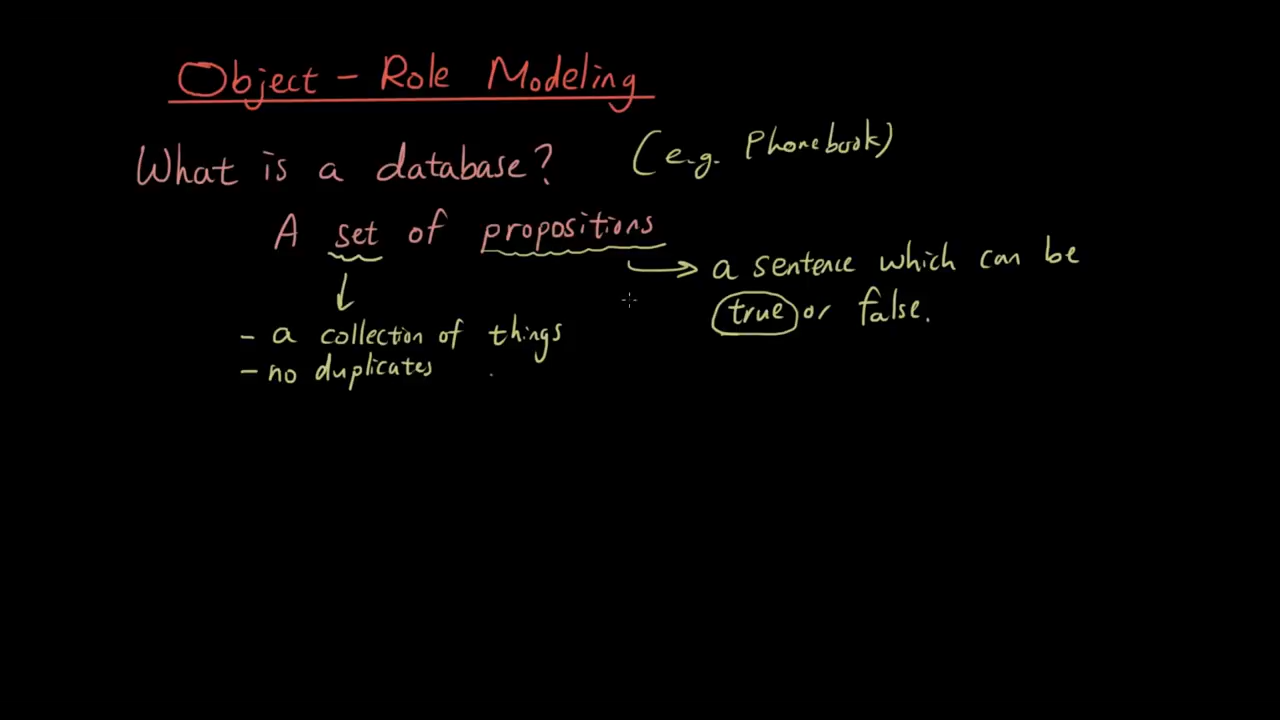 Object - Role Modeling
What is a database? (e.g. Phonebook)
A set of propositions
→ a sentence which can be
true or false.
- a collection of things
- no duplicates